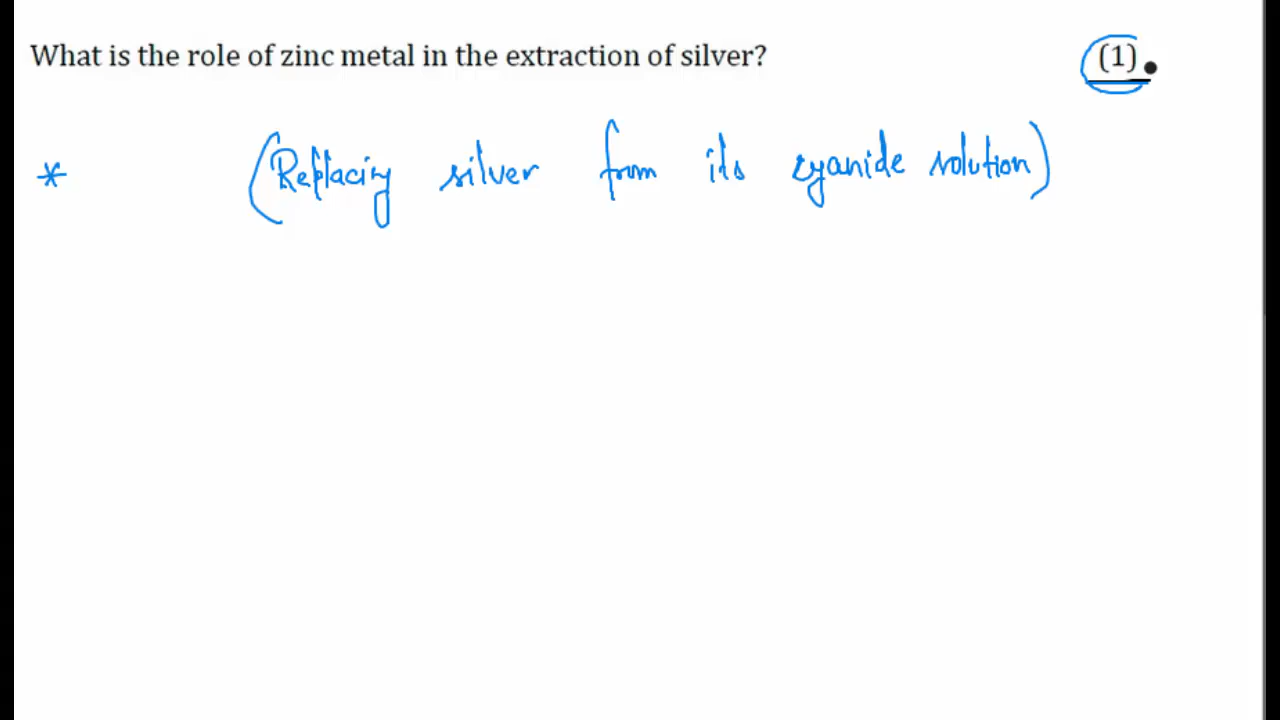 What is the role of zinc metal in the extraction of silver? (1)
* (Replacing silver from its cyanide solution)